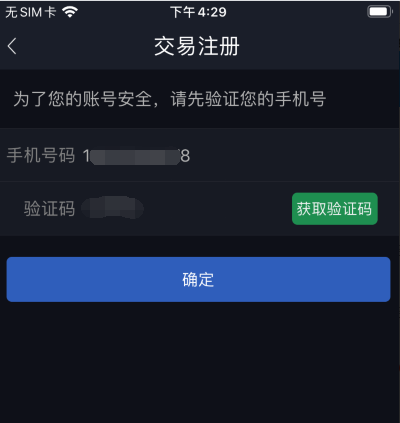 无SIM卡 下午4:29
交易注册
为了您的账号安全，请先验证您的手机号
手机号码 1 8
验证码 获取验证码
确定